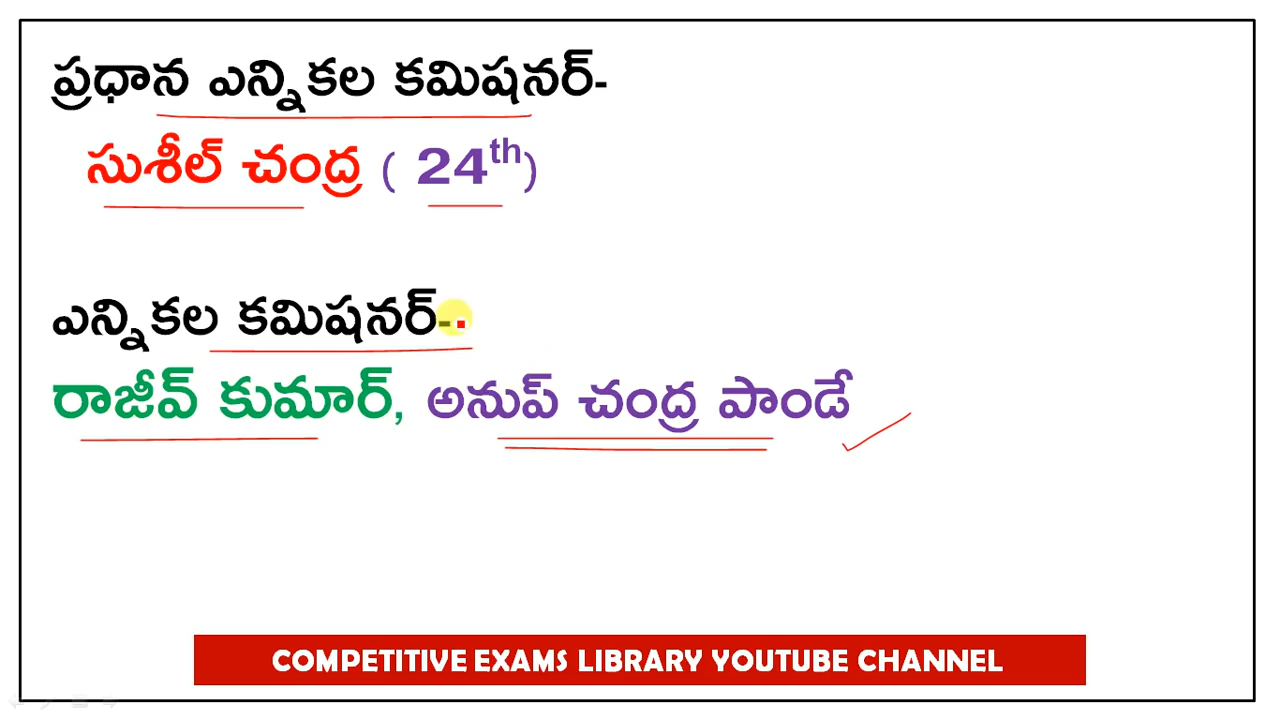 ప్రధాన ఎన్నికల కమిషనర్-
సుశీల్ చంద్ర ( 24th)
ఎన్నికల కమిషనర్-
రాజీవ్ కుమార్, అనుప్ చంద్ర పాండే
COMPETITIVE EXAMS LIBRARY YOUTUBE CHANNEL